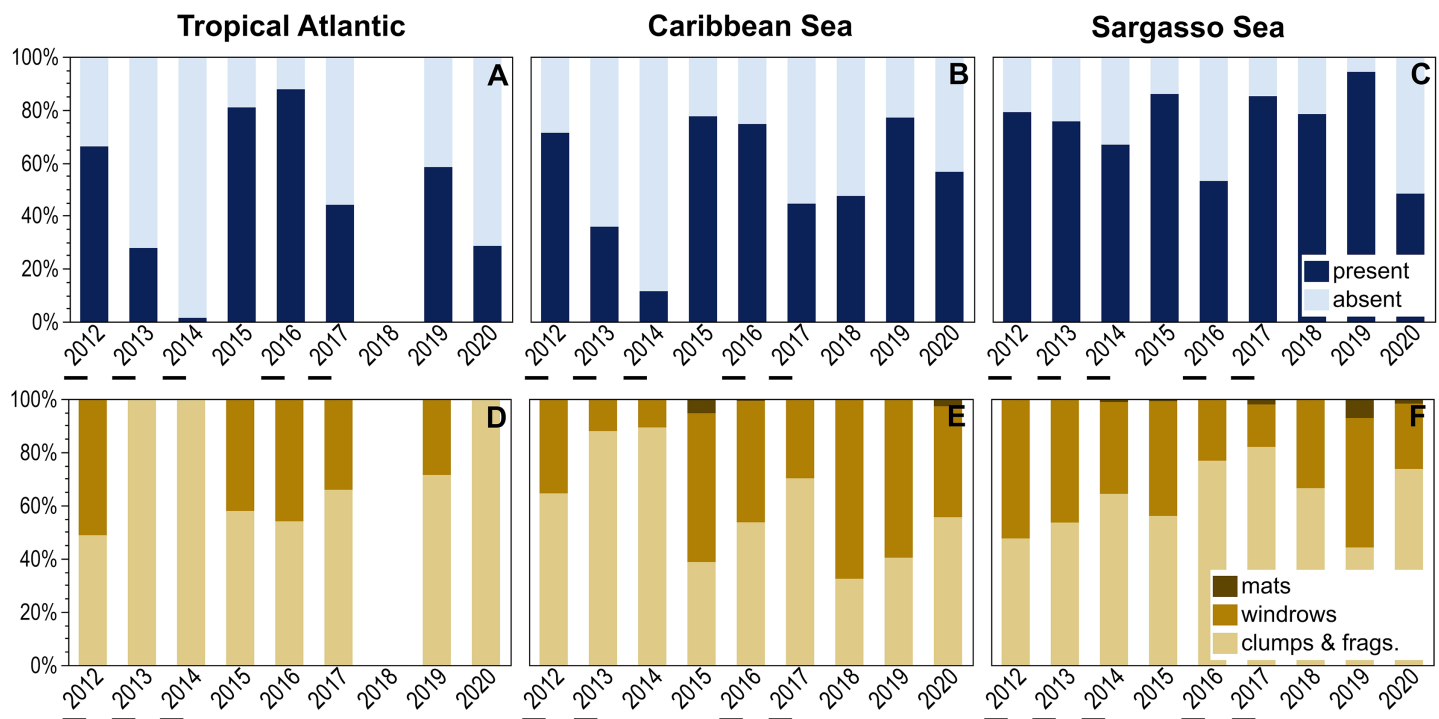 Tropical Atlantic Caribbean Sea Sargasso Sea
100% A B C
80%
60%
40%
20% present
absent
0%
2012 2013 2014 2015 2016 2017 2018 2019 2020 2012 2013 2014 2015 2016 2017 2018 2019 2020 2012 2013 2014 2015 2016 2017 2018 2019 2020
100% D E F
80%
60%
40%
mats
20% windrows
clumps & frags.
0%
2012 2013 2014 2015 2016 2017 2018 2019 2020 2012 2013 2014 2015 2016 2017 2018 2019 2020 2012 2013 2014 2015 2016 2017 2018 2019 2020